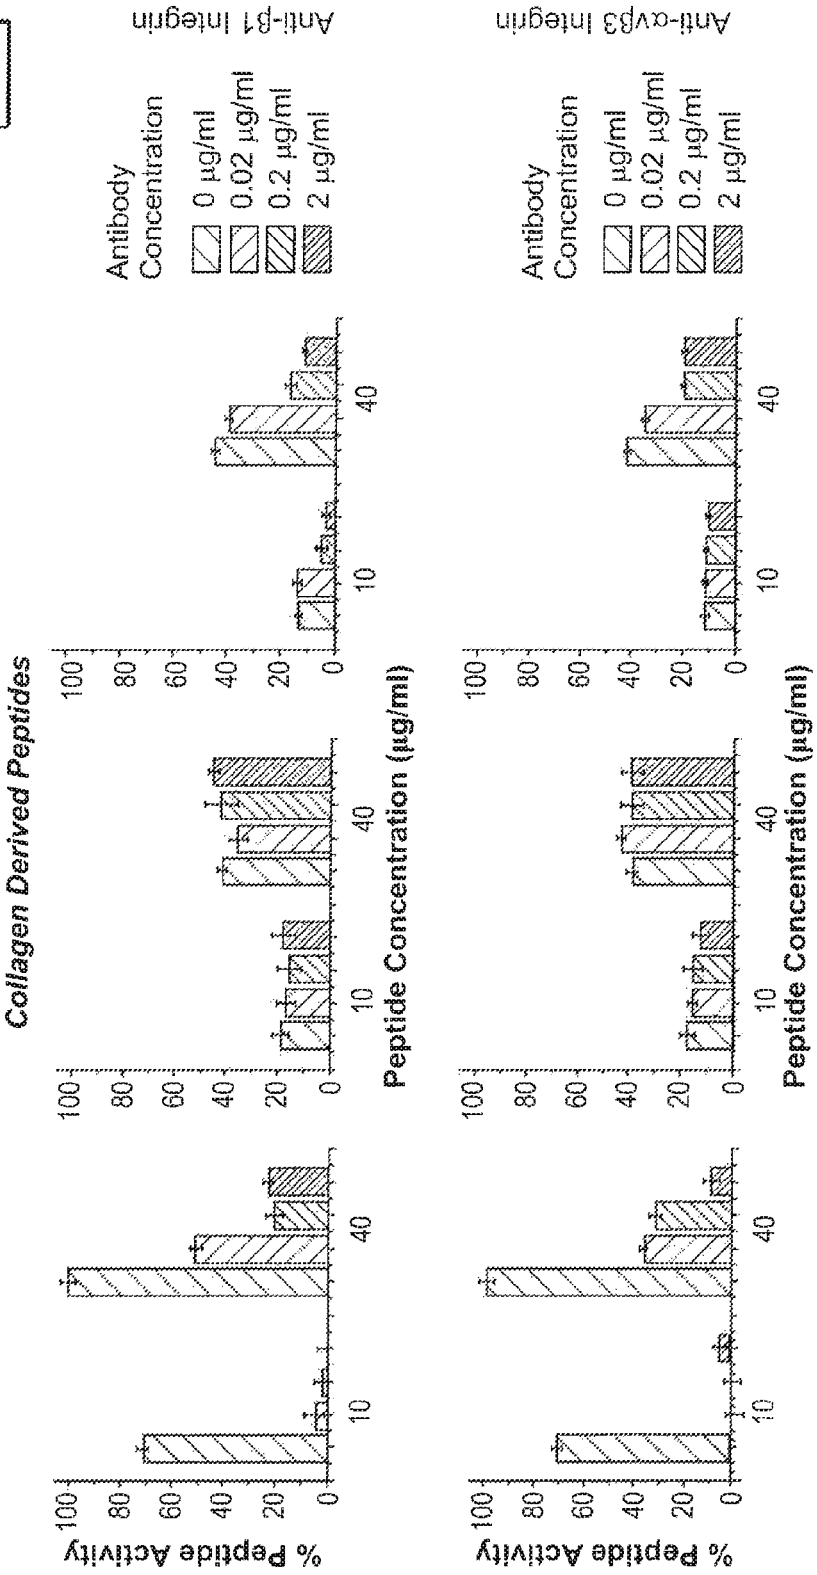 Collagen Derived Peptides
% Peptide Activity
100
80
60
40
20
0
10
40
100
80
60
40
20
0
10
40
100
80
60
40
20
0
10
40
Peptide Concentration (μg/ml)
Antibody
Concentration
0 μg/ml
0.02 μg/ml
0.2 μg/ml
2 μg/ml
Anti-β1 Integrin
% Peptide Activity
100
80
60
40
20
0
10
40
100
80
60
40
20
0
10
40
100
80
60
40
20
0
10
40
Peptide Concentration (μg/ml)
Antibody
Concentration
0 μg/ml
0.02 μg/ml
0.2 μg/ml
2 μg/ml
Anti-αvβ3 Integrin